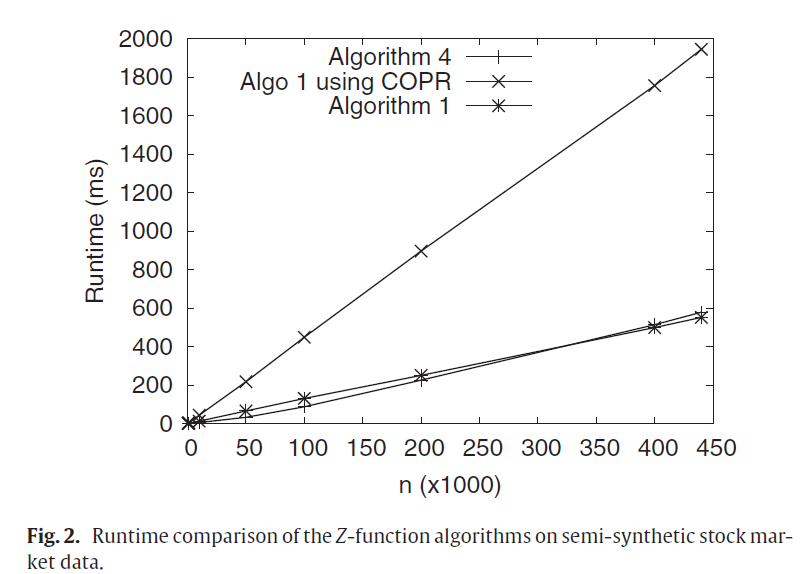 2000
1800
1600
1400
1200
1000
800
600
400
200
0
Runtime (ms)
Algorithm 4
Algo 1 using COPR
Algorithm 1
0 50 100 150 200 250 300 350 400 450
n (x1000)
Fig. 2. Runtime comparison of the Z-function algorithms on semi-synthetic stock mar-
ket data.